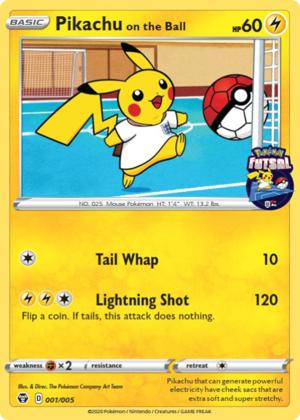 BASIC
Pikachu on the Ball
HP 60
Pokémon
FUTSAL
NO. 025 Mouse Pokémon HT: 1'4" WT: 13.2 lbs.
Tail Whap 10
Lightning Shot 120
Flip a coin. If tails, this attack does nothing.
weakness ×2 resistance retreat
Illus. & Direc. The Pokémon Company Art Team
D 001/005
Pikachu that can generate powerful
electricity have cheek sacs that are
extra soft and super stretchy.
©2020 Pokémon / Nintendo / Creatures / GAME FREAK